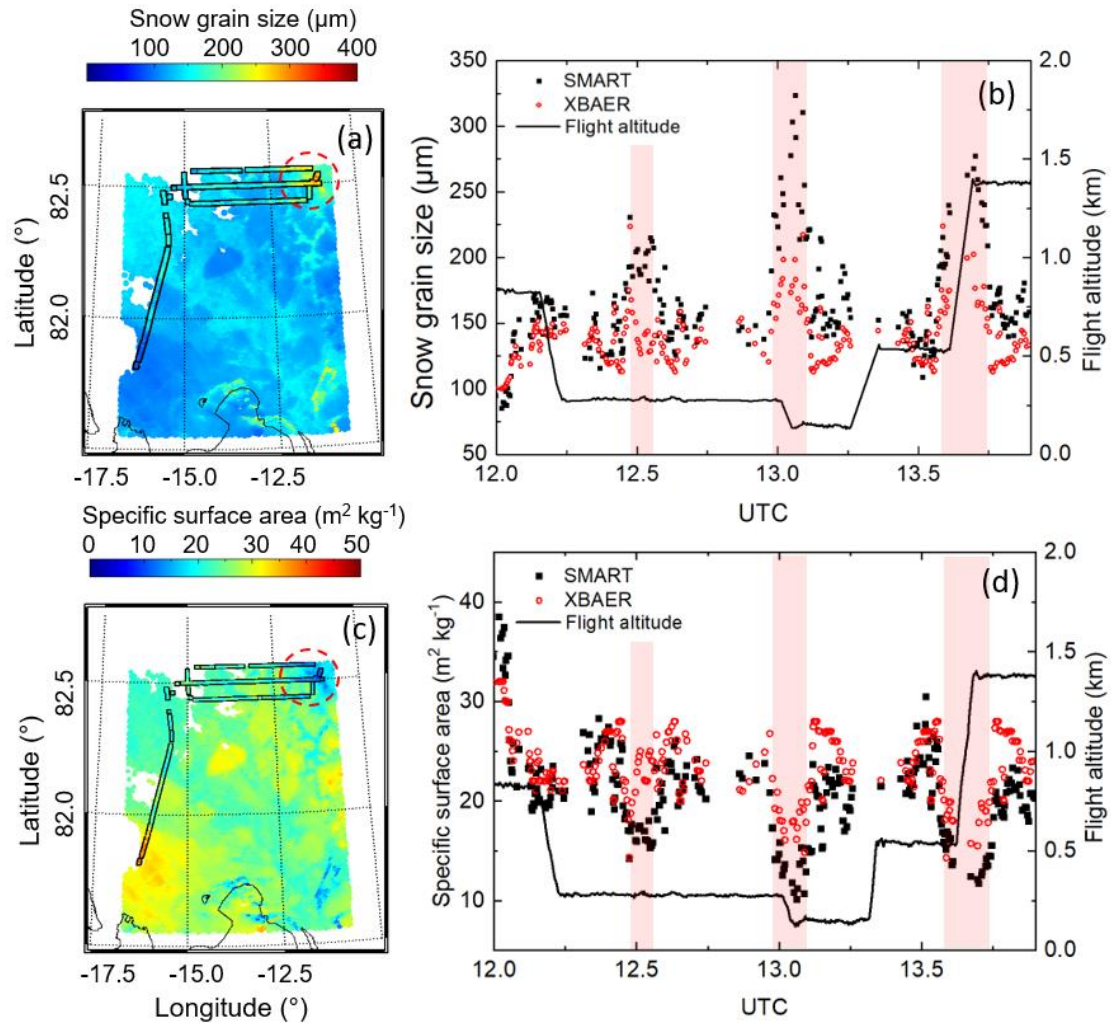 Snow grain size (µm)
100 200 300 400
(a)
82.5
82.0
Latitude (°)
-17.5 -15.0 -12.5
350
300
250
200
150
100
50
Snow grain size (µm)
SMART
XBAER
Flight altitude
(b)
2.0
1.5
1.0
0.5
0.0
Flight altitude (km)
12.0 12.5 13.0 13.5
UTC
Specific surface area (m² kg⁻¹)
0 10 20 30 40 50
(c)
82.5
82.0
Latitude (°)
-17.5 -15.0 -12.5
Longitude (°)
40
30
20
10
Specific surface area (m² kg⁻¹)
SMART
XBAER
Flight altitude
(d)
2.0
1.5
1.0
0.5
0.0
Flight altitude (km)
12.0 12.5 13.0 13.5
UTC